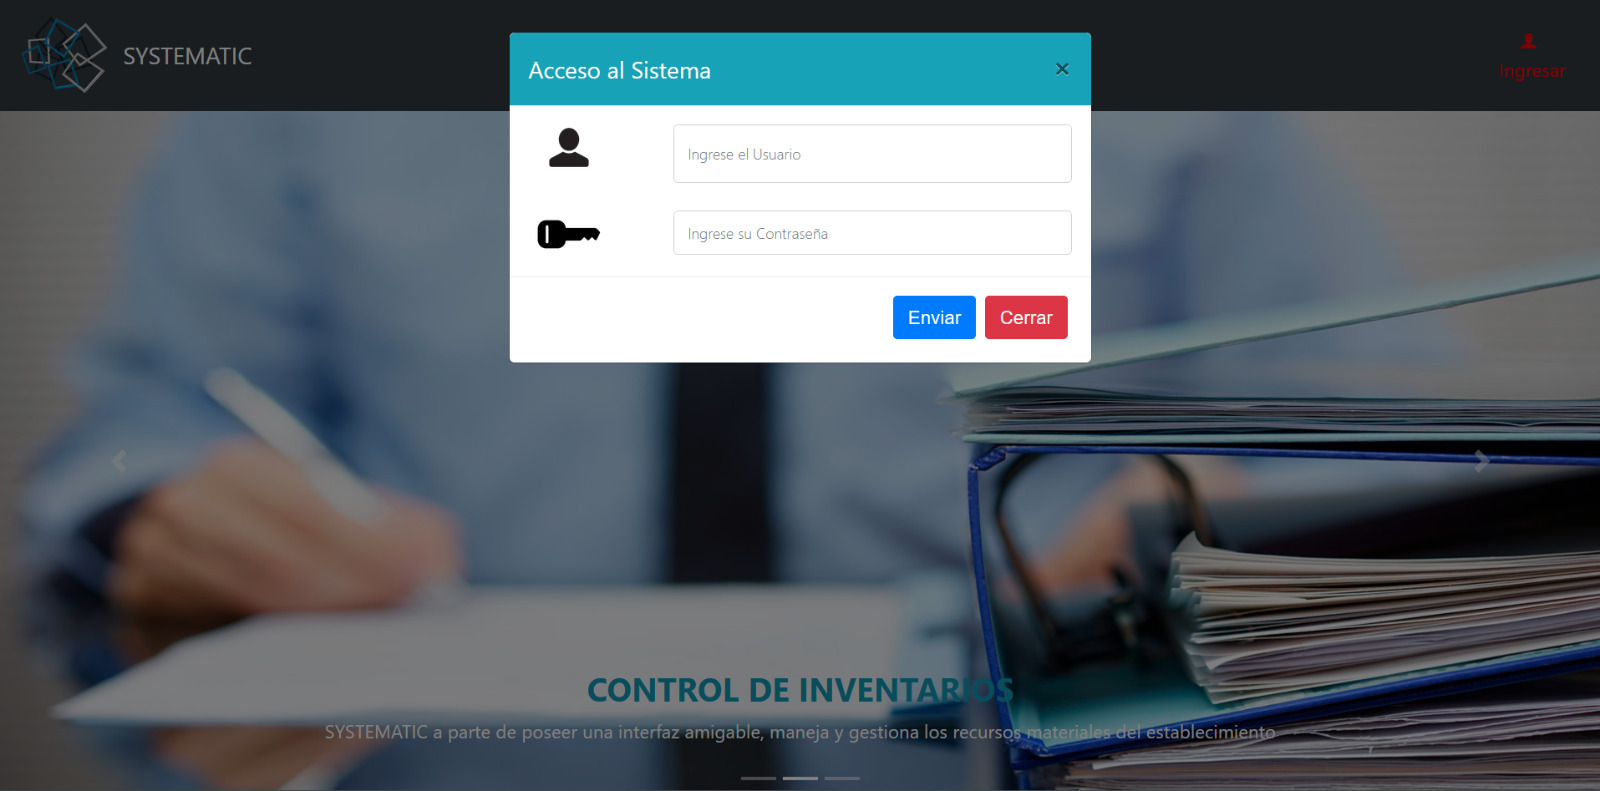 SYSTEMATIC
Ingresar
Acceso al Sistema
×
Ingrese el Usuario
Ingrese su Contraseña
Enviar Cerrar
CONTROL DE INVENTARIOS
SYSTEMATIC a parte de poseer una interfaz amigable, maneja y gestiona los recursos materiales del establecimiento